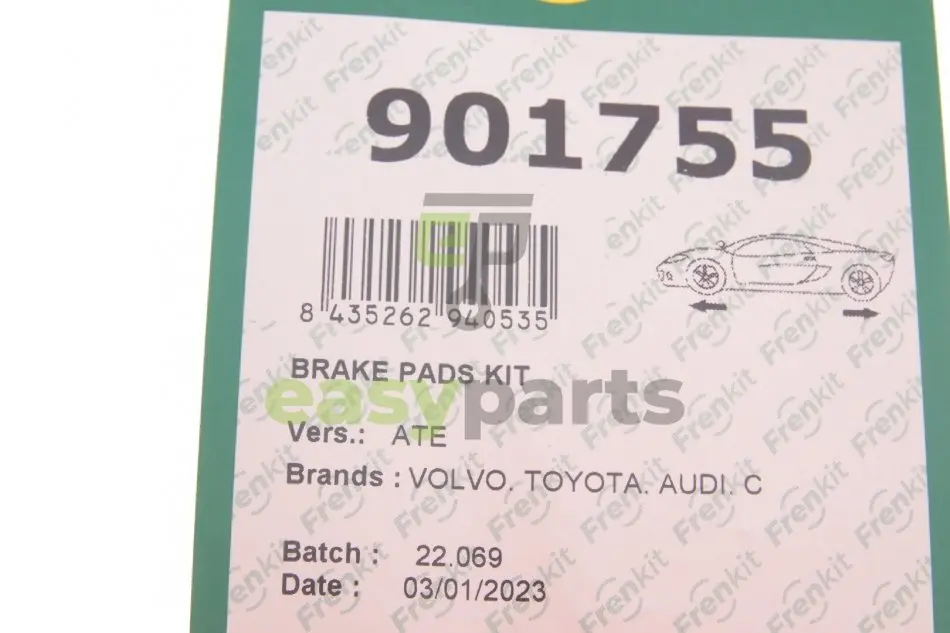 901755
8 435262 940535
BRAKE PADS KIT
easyparts
Vers.: ATE
Brands : VOLVO. TOYOTA. AUDI. C
Batch : 22.069
Date : 03/01/2023
Frenkit